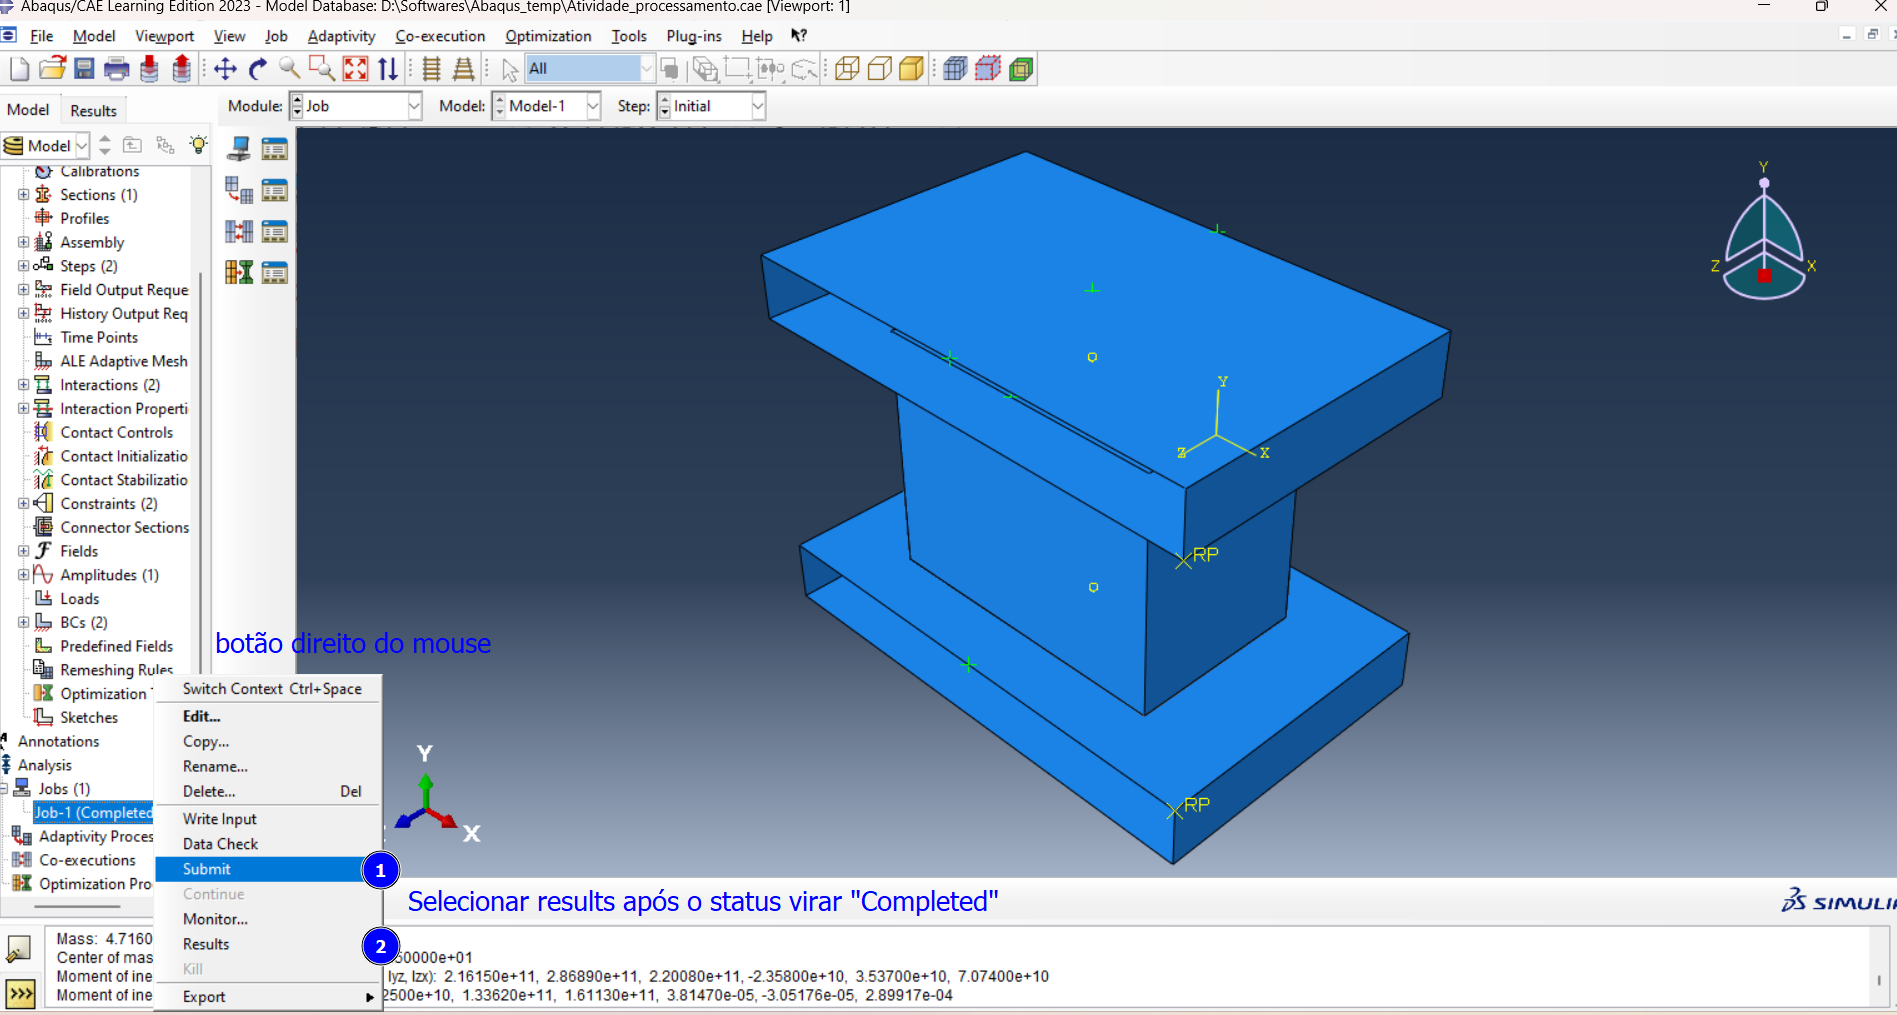 Abaqus/CAE Learning Edition 2023 - Model Database: D:\Softwares\Abaqus_temp\Atividade_processamento.cae [Viewport: 1]
File Model Viewport View Job Adaptivity Co-execution Optimization Tools Plug-ins Help
All
Model Results
Module: Job Model: Model-1 Step: Initial
Model
Calibrations
Sections (1)
Profiles
Assembly
Steps (2)
Field Output Reque
History Output Req
Time Points
ALE Adaptive Mesh
Interactions (2)
Interaction Properti
Contact Controls
Contact Initializatio
Contact Stabilizatio
Constraints (2)
Connector Sections
Fields
Amplitudes (1)
Loads
BCs (2)
Predefined Fields
Remeshing Rules
Optimization
Sketches
Annotations
Analysis
Jobs (1)
Job-1 (Completed
Adaptivity Proces
Co-executions
Optimization Pro
botão direito do mouse
Switch Context Ctrl+Space
Edit...
Copy...
Rename...
Delete... Del
Write Input
Data Check
Submit
1
Continue
Monitor...
Results
2
Kill
Export
Selecionar results após o status virar "Completed"
Y
Z
X
Y
Z
X
RP
RP
Y
X
SIMULI
Mass: 4.7160
Center of mas 50000e+01
Moment of ine Iyz, Izx): 2.16150e+11, 2.86890e+11, 2.20080e+11, -2.35800e+10, 3.53700e+10, 7.07400e+10
Moment of ine 2500e+10, 1.33620e+11, 1.61130e+11, 3.81470e-05, -3.05176e-05, 2.89917e-04
>>>